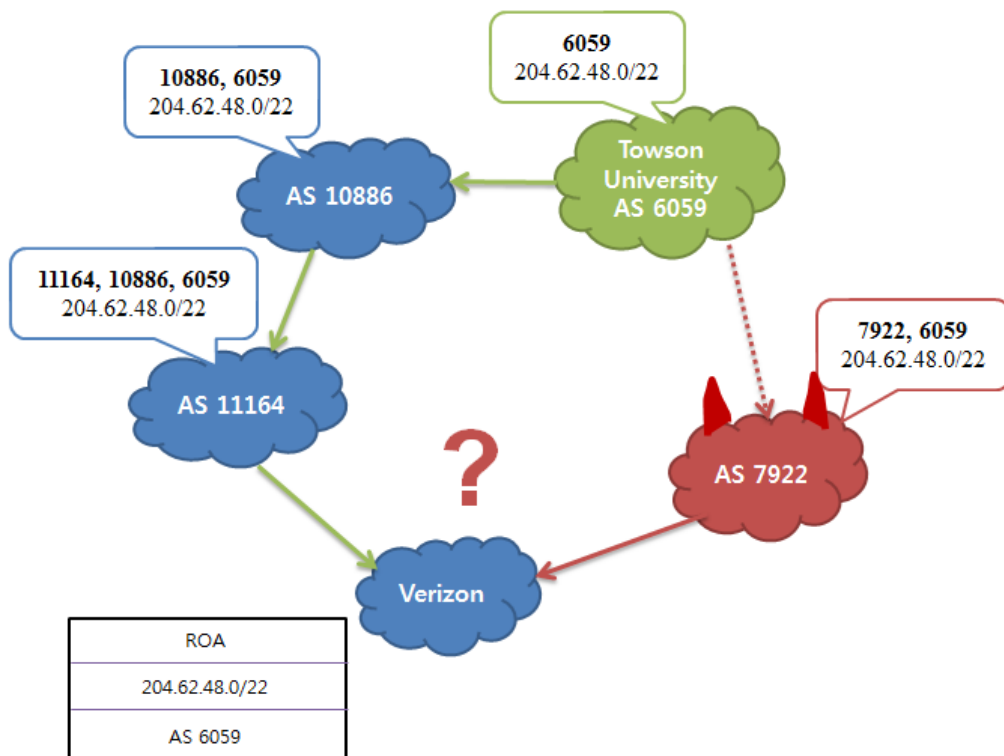 6059
204.62.48.0/22
10886, 6059
204.62.48.0/22
Towson
University
AS 6059
AS 10886
11164, 10886, 6059
204.62.48.0/22
7922, 6059
204.62.48.0/22
AS 11164
?
AS 7922
Verizon
ROA
204.62.48.0/22
AS 6059